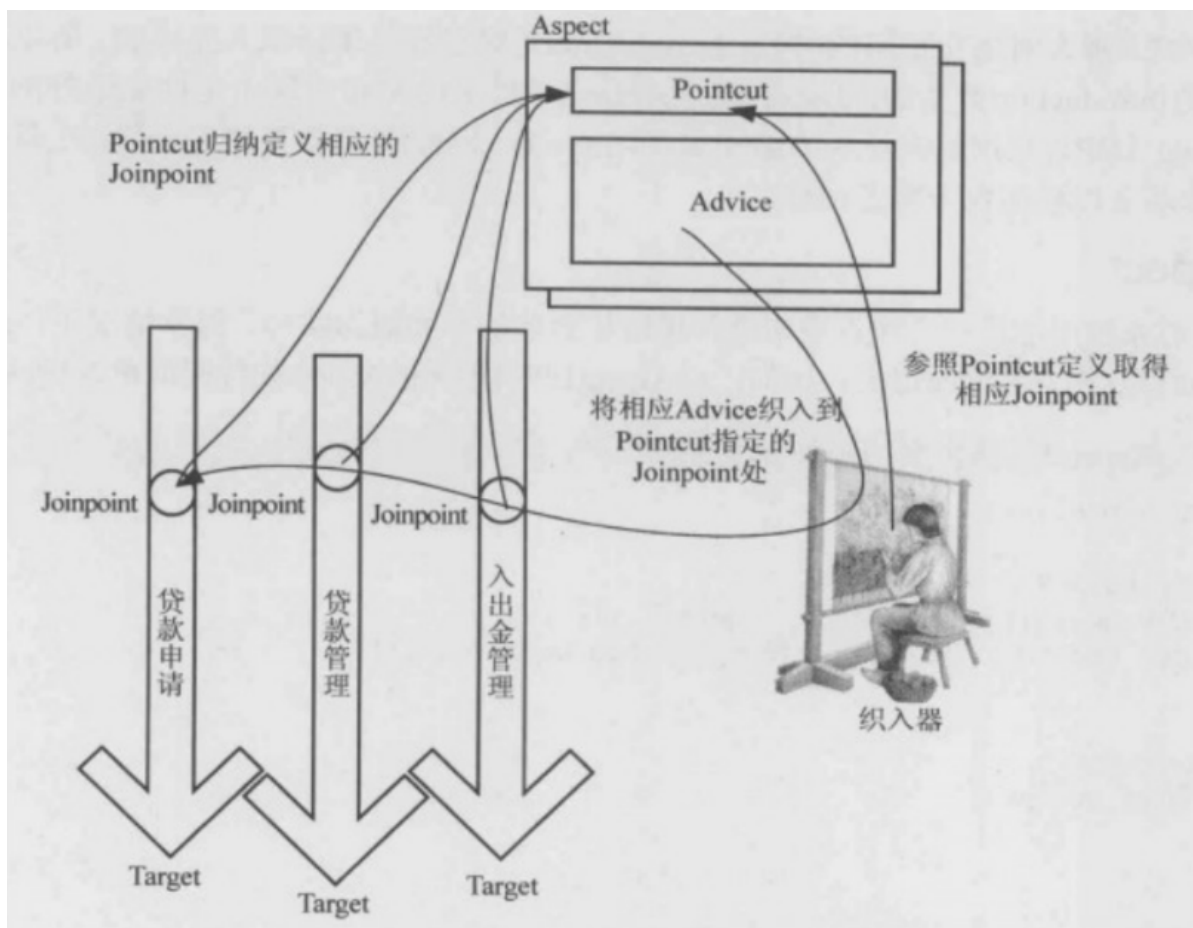 Aspect
Pointcut
Pointcut归纳定义相应的
Joinpoint
Advice
参照Pointcut定义取得
相应Joinpoint
将相应Advice织入到
Pointcut指定的
Joinpoint处
Joinpoint
Joinpoint
Joinpoint
贷款申请
贷款管理
入出金管理
织入器
Target
Target
Target